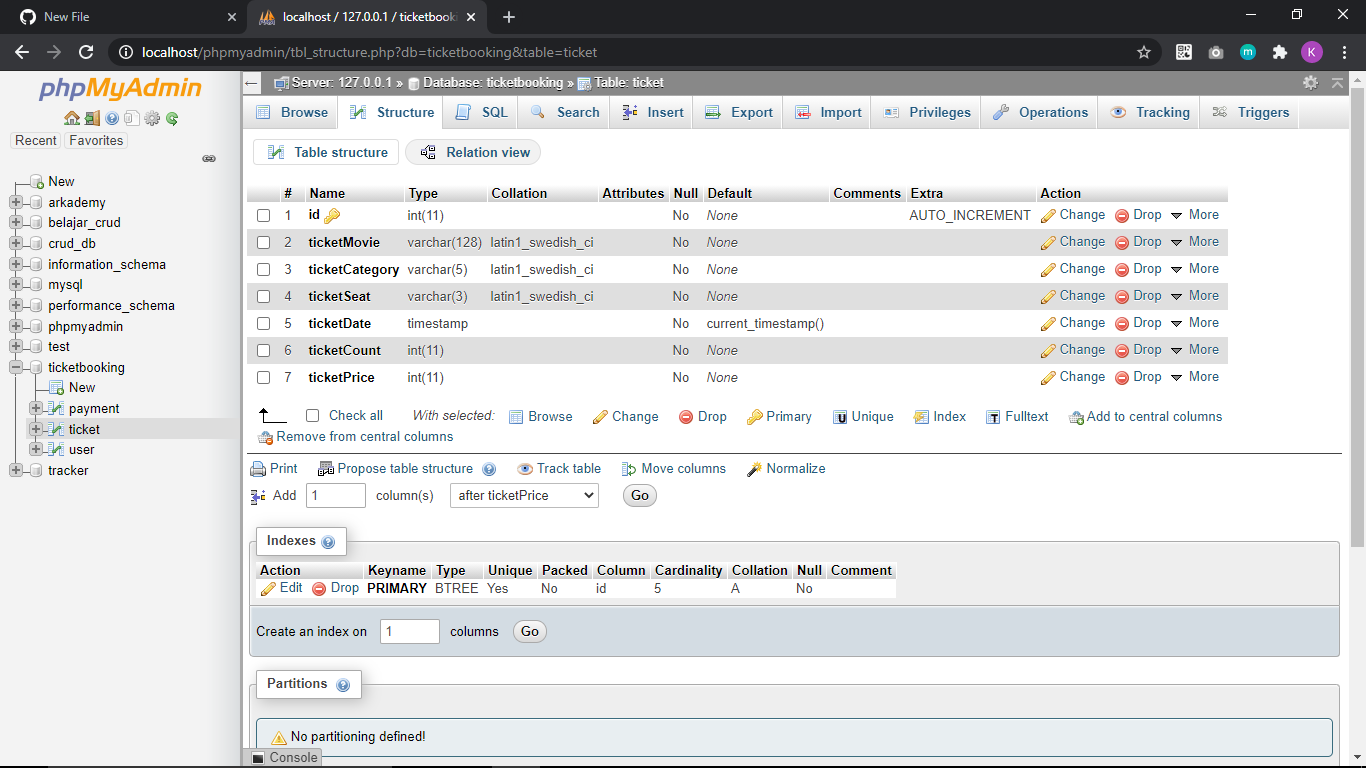 New File
localhost / 127.0.0.1 / ticketbooki
localhost/phpmyadmin/tbl_structure.php?db=ticketbooking&table=ticket
K
phpMyAdmin
Recent Favorites
New
arkademy
belajar_crud
crud_db
information_schema
mysql
performance_schema
phpmyadmin
test
ticketbooking
New
payment
ticket
user
tracker
Server: 127.0.0.1 » Database: ticketbooking » Table: ticket
Browse Structure SQL Search Insert Export Import Privileges Operations Tracking Triggers
Table structure Relation view
# Name Type Collation Attributes Null Default Comments Extra Action
1 id int(11) No None AUTO_INCREMENT Change Drop More
2 ticketMovie varchar(128) latin1_swedish_ci No None Change Drop More
3 ticketCategory varchar(5) latin1_swedish_ci No None Change Drop More
4 ticketSeat varchar(3) latin1_swedish_ci No None Change Drop More
5 ticketDate timestamp No current_timestamp() Change Drop More
6 ticketCount int(11) No None Change Drop More
7 ticketPrice int(11) No None Change Drop More
Check all With selected: Browse Change Drop Primary Unique Index Fulltext Add to central columns
Remove from central columns
Print Propose table structure Track table Move columns Normalize
Add 1 column(s) after ticketPrice Go
Indexes
Action Keyname Type Unique Packed Column Cardinality Collation Null Comment
Edit Drop PRIMARY BTREE Yes No id 5 A No
Create an index on 1 columns Go
Partitions
No partitioning defined!
Console